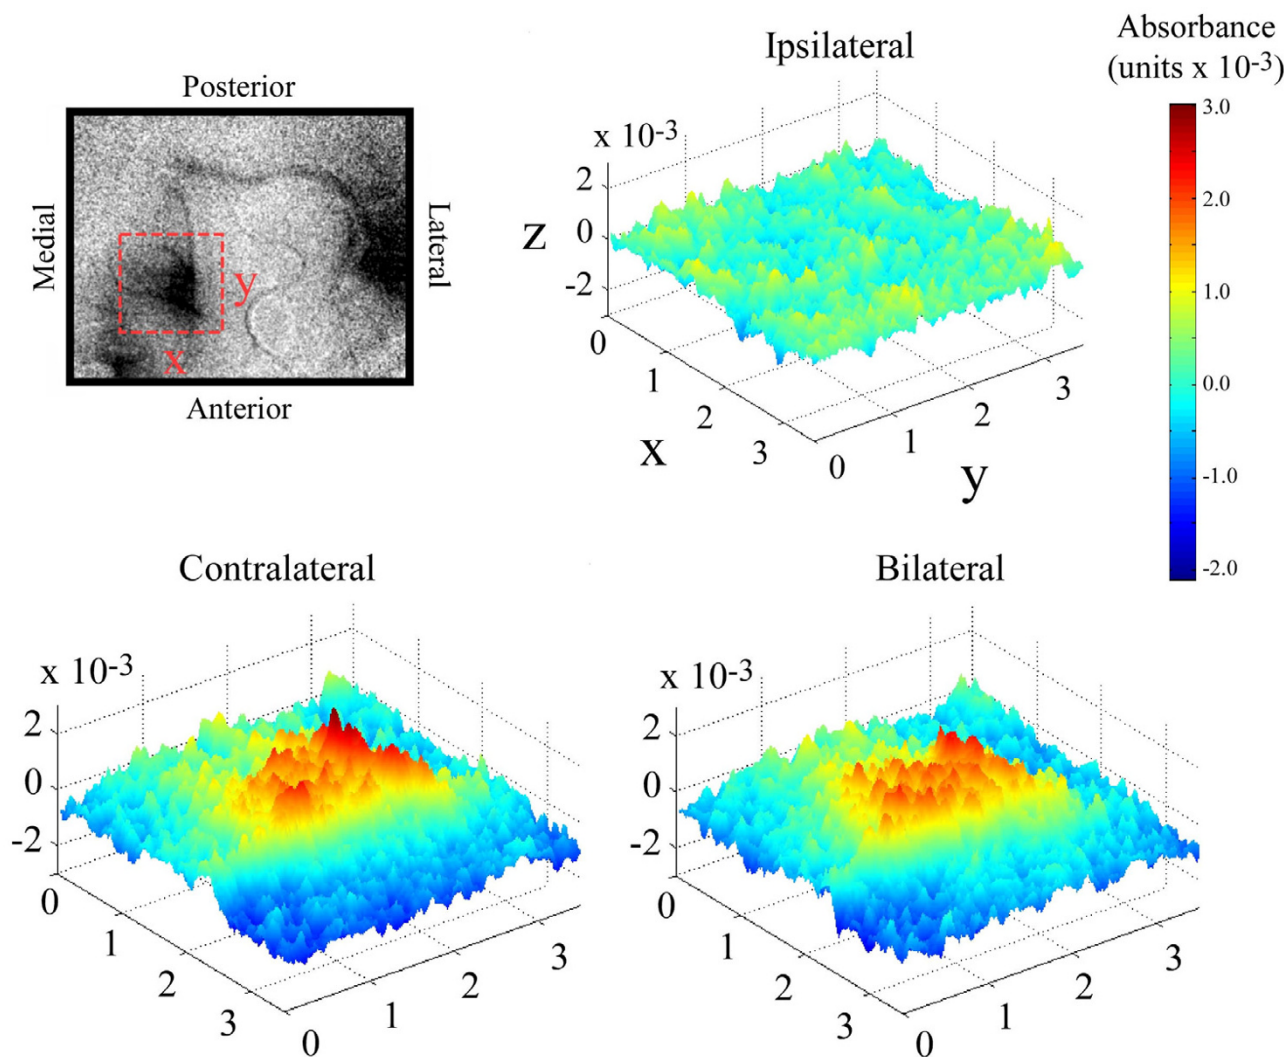 Posterior
Medial
Lateral
y
x
Anterior
Ipsilateral
x 10-3
2
0
-2
z
0
1
2
3
x
0
1
2
3
y
Absorbance
(units x 10-3)
3.0
2.0
1.0
0.0
-1.0
-2.0
Contralateral
x 10-3
2
0
-2
0
1
2
3
0
1
2
3
Bilateral
x 10-3
2
0
-2
0
1
2
3
0
1
2
3